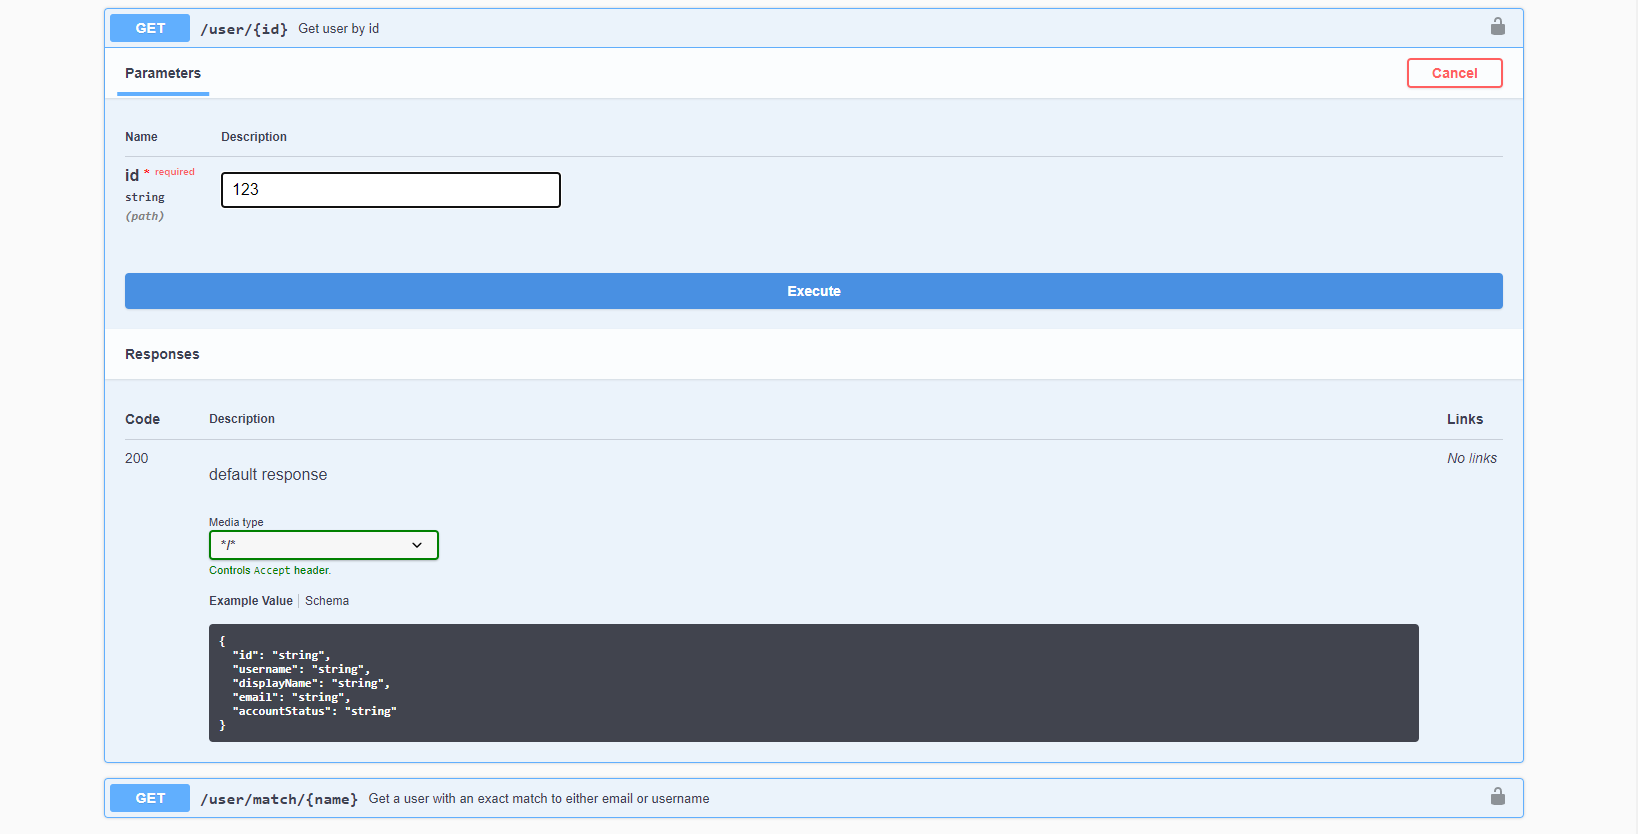 GET /user/{id} Get user by id
Parameters
Cancel
Name Description
id * required
string
(path)
123
Execute
Responses
Code Description Links
200 No links
default response
Media type
*/*
Controls Accept header.
Example Value Schema
{
"id": "string",
"username": "string",
"displayName": "string",
"email": "string",
"accountStatus": "string"
}
GET /user/match/{name} Get a user with an exact match to either email or username